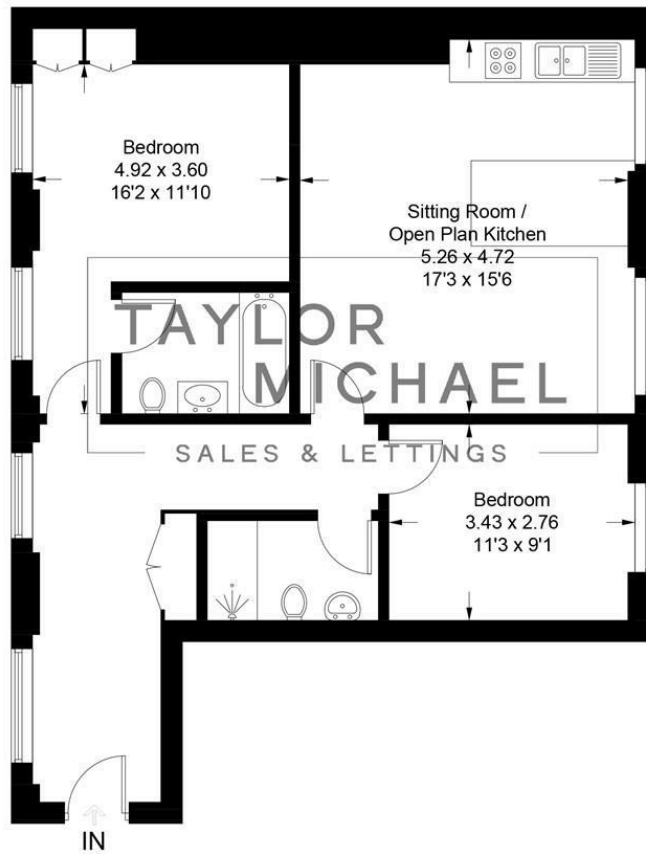 Bedroom
4.92 x 3.60
16'2 x 11'10
Sitting Room /
Open Plan Kitchen
5.26 x 4.72
17'3 x 15'6
TAYLOR
MICHAEL
SALES & LETTINGS
Bedroom
3.43 x 2.76
11'3 x 9'1
IN